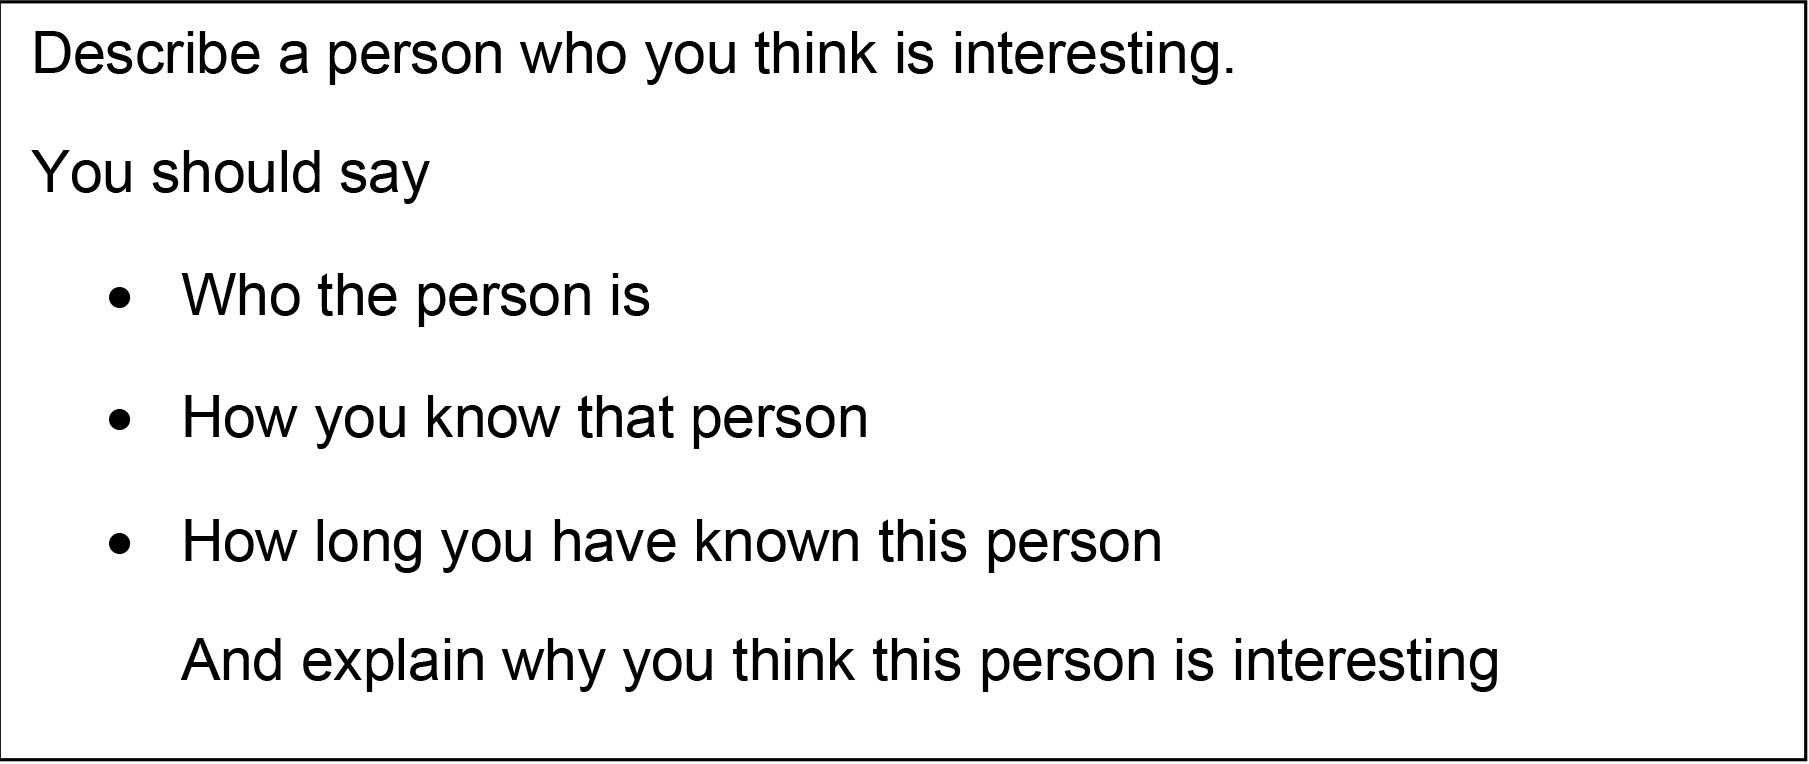 Describe a person who you think is interesting.
You should say
• Who the person is
• How you know that person
• How long you have known this person
And explain why you think this person is interesting